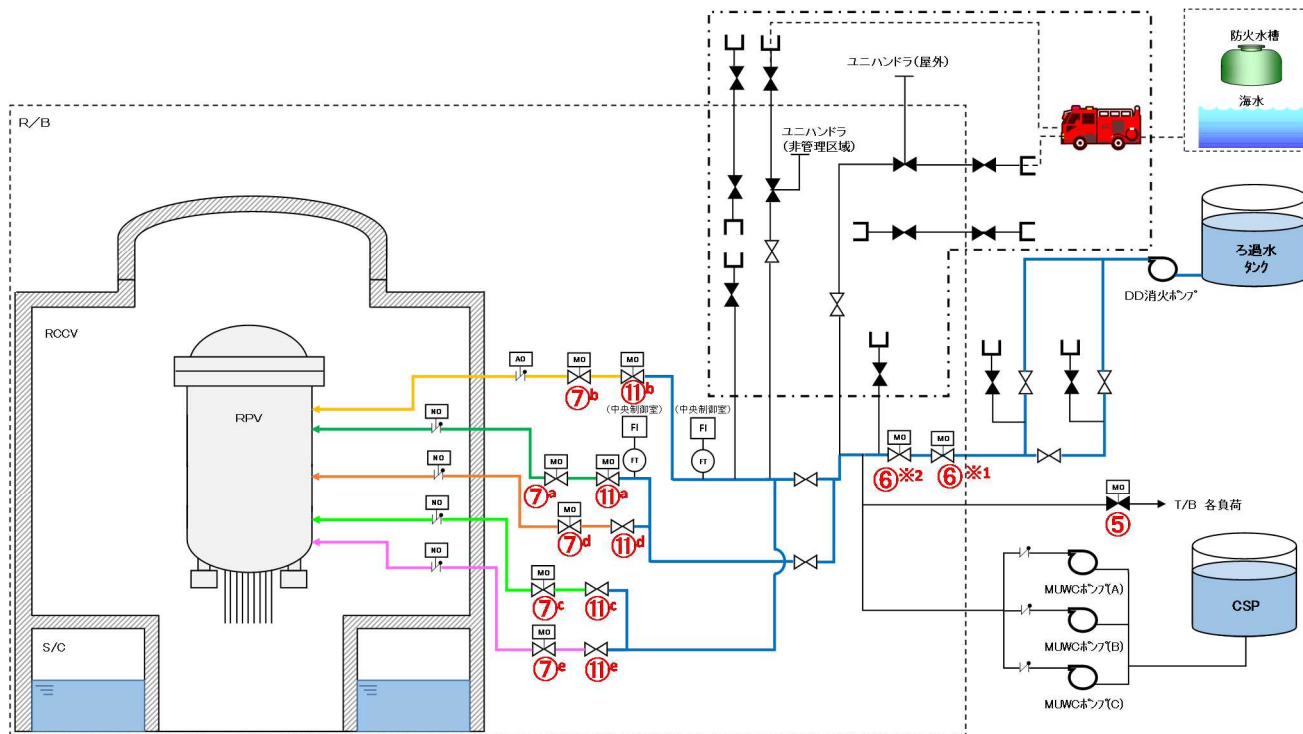 防火水槽
海水
ユニハンドラ(屋外)
R/B
ユニハンドラ
(非管理区域)
ろ過水
タンク
DD消火ポンプ
RCCV
AO
MO
MO
⑦b
⑪b
(中央制御室)
(中央制御室)
FI
FI
FT
FT
RPV
NO
MO
MO
⑦a
⑪a
MO
MO
⑥※2
⑥※1
NO
MO
⑦d
⑪d
MO
⑤
T/B 各負荷
NO
MO
⑦c
⑪c
MUWCポンプ(A)
CSP
NO
MO
⑦e
⑪e
MUWCポンプ(B)
S/C
MUWCポンプ(C)